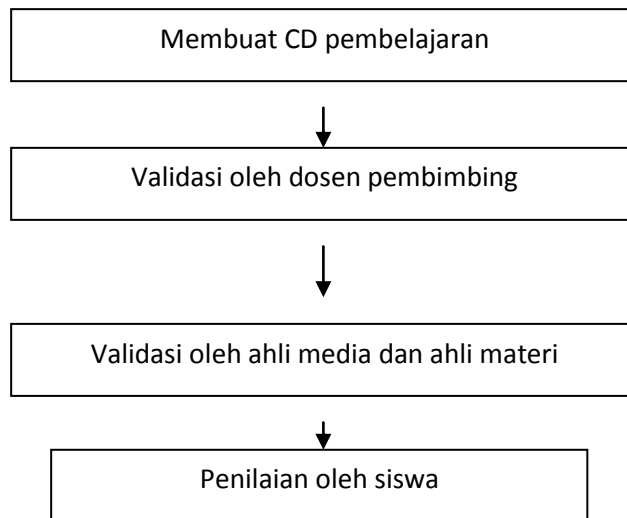 Membuat CD pembelajaran
Validasi oleh dosen pembimbing
Validasi oleh ahli media dan ahli materi
Penilaian oleh siswa